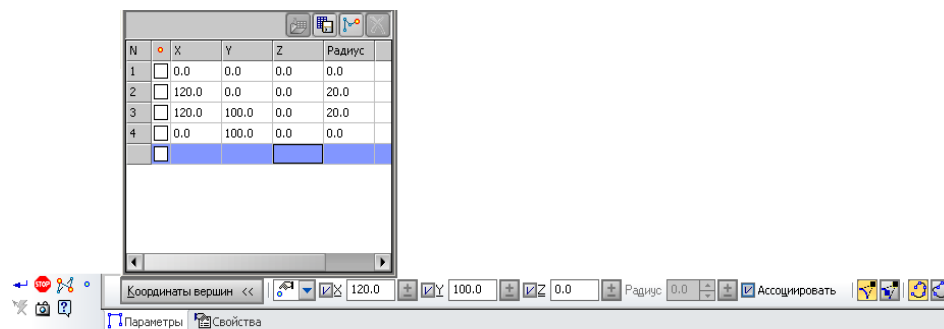 N X Y Z Радиус
1 0.0 0.0 0.0 0.0
2 120.0 0.0 0.0 20.0
3 120.0 100.0 0.0 20.0
4 0.0 100.0 0.0 0.0
STOP Координаты вершин << X 120.0 ± Y 100.0 ± Z 0.0 ± Радиус 0.0 ± Ассоциировать
Параметры Свойства